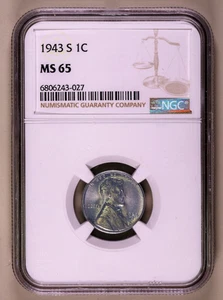 1943 S 1C
MS 65
6806243-027
NUMISMATIC GUARANTY COMPANY
NGC